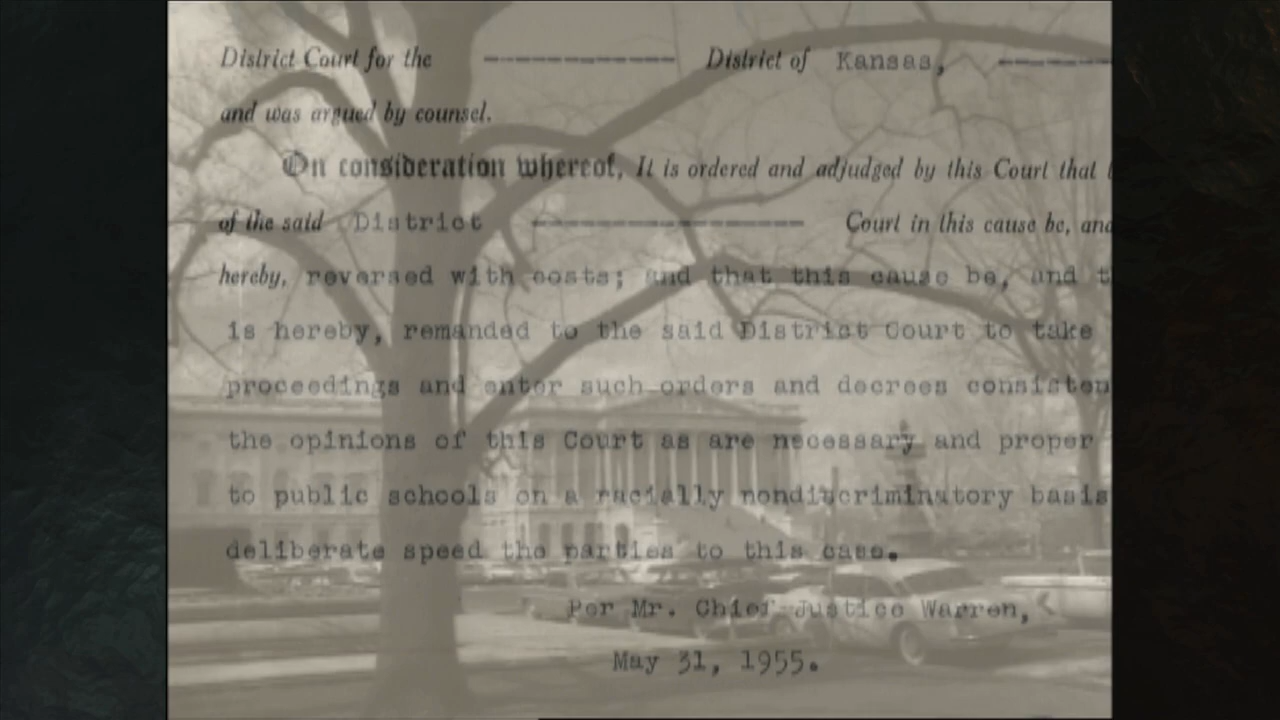 District Court for the ---------- District of Kansas, ------
and was argued by counsel.
On consideration whereof, It is ordered and adjudged by this Court that
of the said District --------------- Court in this cause be, and
hereby, reversed with costs; and that this cause be, and
is hereby, remanded to the said District Court to take
proceedings and enter such orders and decrees consisten
the opinions of this Court as are necessary and proper
to public schools on a racially nondiscriminatory basis
deliberate speed the parties to this case.
Per Mr. Chief Justice Warren,
May 31, 1955.